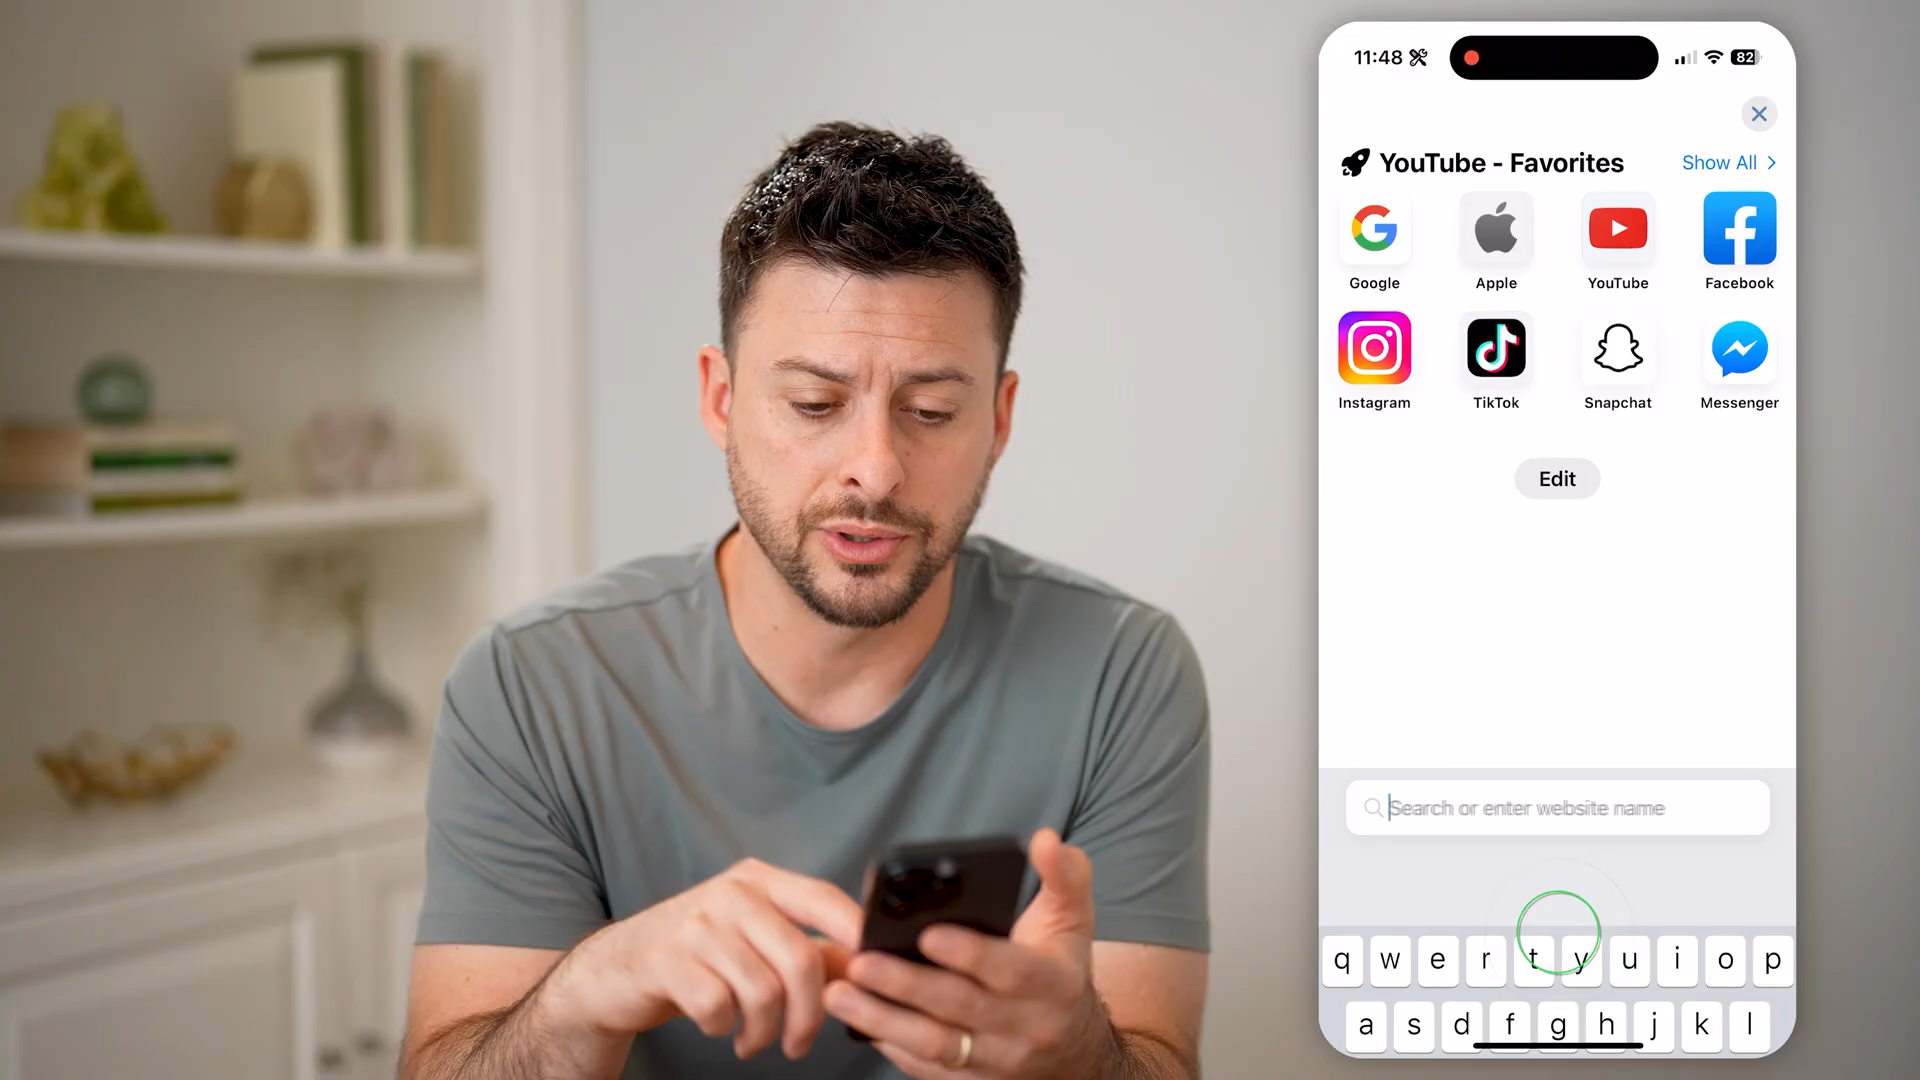 11:48
82
YouTube - Favorites
Show All >
Google
Apple
YouTube
Facebook
Instagram
TikTok
Snapchat
Messenger
Edit
Search or enter website name
q w e r t y u i o p
a s d f g h j k l